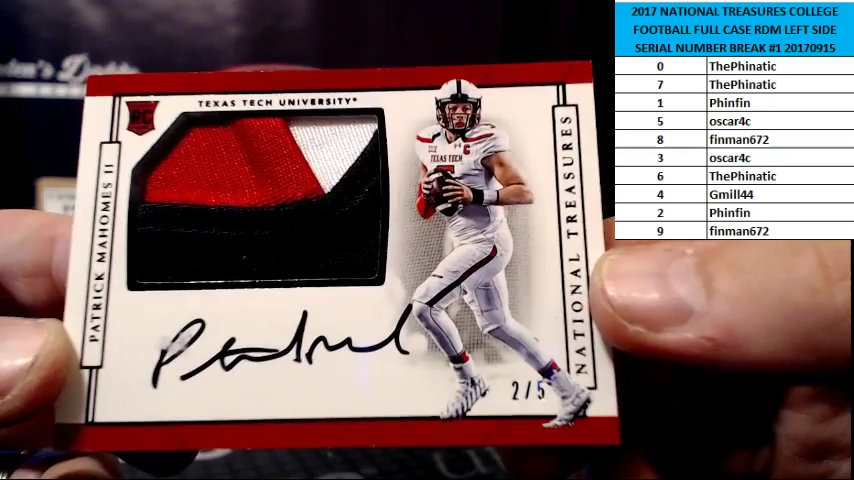 RC
TEXAS TECH UNIVERSITY®
PATRICK MAHOMES II
TEXAS TECH
C
NATIONAL TREASURES
2/5
2017 NATIONAL TREASURES COLLEGE
FOOTBALL FULL CASE RDM LEFT SIDE
SERIAL NUMBER BREAK #1 20170915
0 ThePhinatic
7 ThePhinatic
1 Phinfin
5 oscar4c
8 finman672
3 oscar4c
6 ThePhinatic
4 Gmill44
2 Phinfin
9 finman672